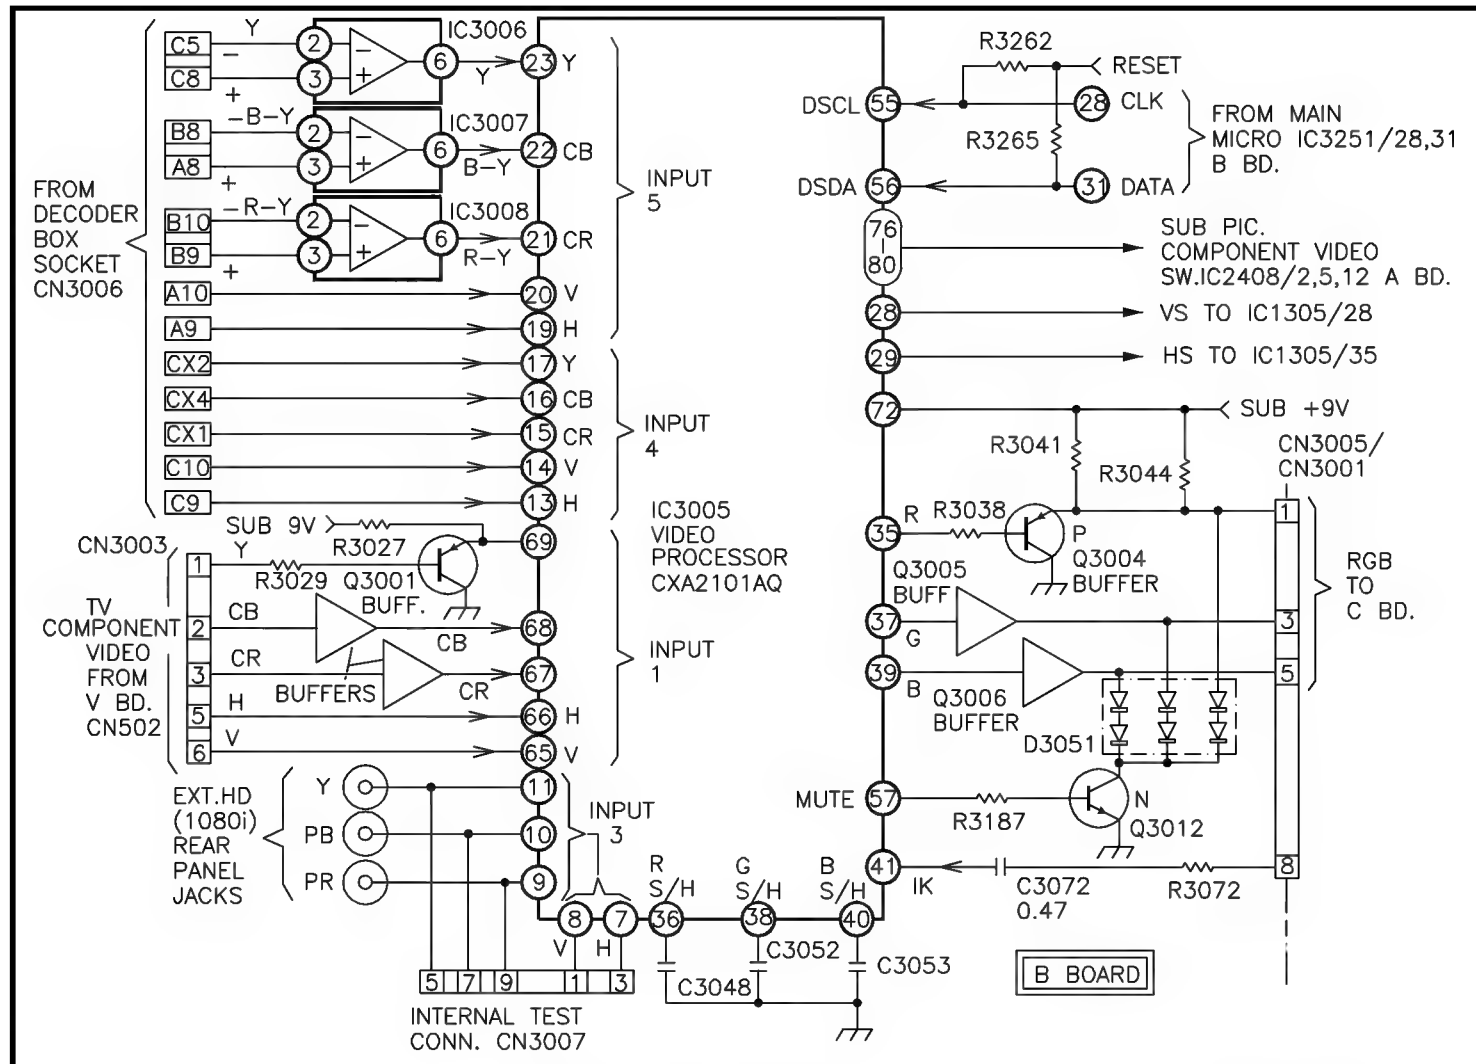 C5
Y
−
2
−
IC3006
6
Y
23
Y
C8
+
3
+
B8
−B−Y
2
−
IC3007
6
B−Y
22
CB
A8
+
3
+
B10
−R−Y
2
−
IC3008
6
R−Y
21
CR
B9
+
3
+
INPUT
5
FROM
DECODER
BOX
SOCKET
CN3006
A10
20
V
A9
19
H
CX2
17
Y
CX4
16
CB
CX1
15
CR
C10
14
V
C9
13
H
INPUT
4
IC3005
VIDEO
PROCESSOR
CXA2101AQ
CN3003
SUB 9V
R3027
69
1
Y
R3029
Q3001
BUFF.
TV
COMPONENT
VIDEO
FROM
V BD.
CN502
2
CB
CB
68
3
CR
BUFFERS
CR
67
5
H
66
H
6
V
65
V
INPUT
1
EXT.HD
(1080i)
REAR
PANEL
JACKS
Y
11
PB
10
PR
9
INPUT
3
8
V
7
H
36
R
S/H
38
G
S/H
40
B
S/H
C3048
C3052
C3053
5
7
9
1
3
INTERNAL TEST
CONN. CN3007
R3262
RESET
DSCL
55
28
CLK
R3265
DSDA
56
31
DATA
FROM MAIN
MICRO IC3251/28,31
B BD.
76
–
80
SUB PIC.
COMPONENT VIDEO
SW.IC2408/2,5,12 A BD.
28
VS TO IC1305/28
29
HS TO IC1305/35
72
SUB +9V
R3041
R3044
CN3005/
CN3001
35
R
R3038
P
Q3004
BUFFER
1
Q3005
BUFF
37
G
3
39
B
Q3006
BUFFER
5
RGB
TO
C BD.
D3051
MUTE
57
R3187
N
Q3012
41
IK
C3072
0.47
R3072
8
B BOARD